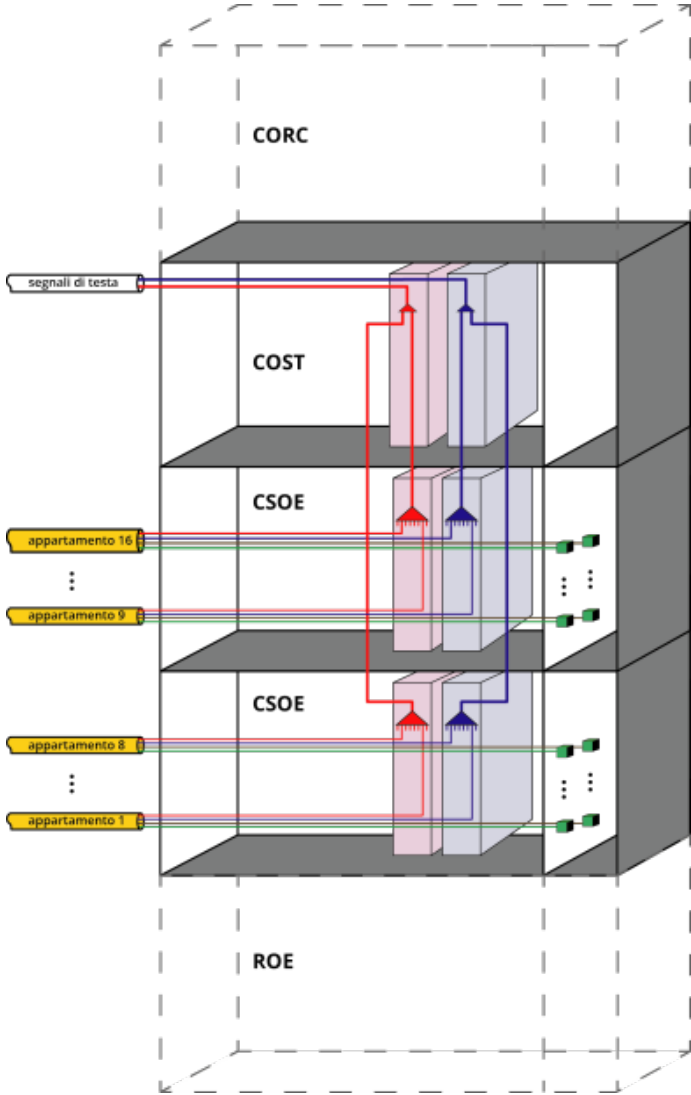 CORC
segnali di testa
COST
CSOE
appartamento 16
appartamento 9
CSOE
appartamento 8
appartamento 1
ROE